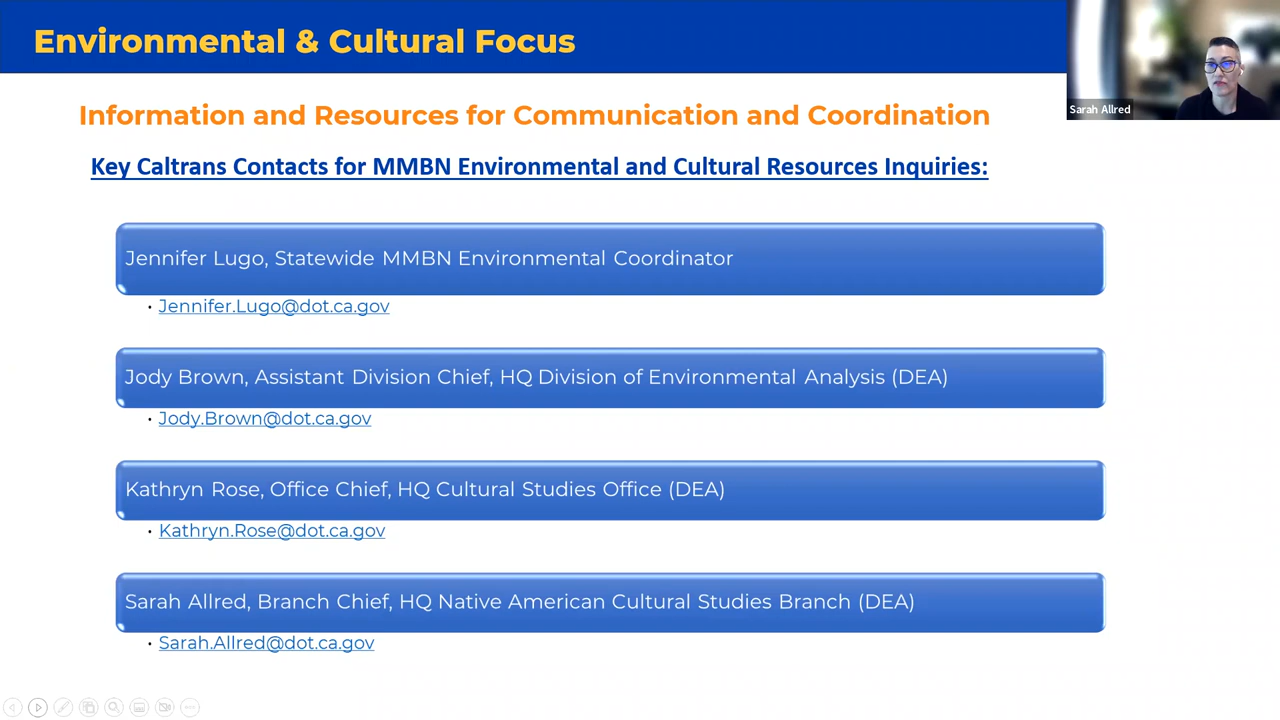 Environmental & Cultural Focus
Sarah Allred
Information and Resources for Communication and Coordination
Key Caltrans Contacts for MMBN Environmental and Cultural Resources Inquiries:
Jennifer Lugo, Statewide MMBN Environmental Coordinator
• Jennifer.Lugo@dot.ca.gov
Jody Brown, Assistant Division Chief, HQ Division of Environmental Analysis (DEA)
• Jody.Brown@dot.ca.gov
Kathryn Rose, Office Chief, HQ Cultural Studies Office (DEA)
• Kathryn.Rose@dot.ca.gov
Sarah Allred, Branch Chief, HQ Native American Cultural Studies Branch (DEA)
• Sarah.Allred@dot.ca.gov